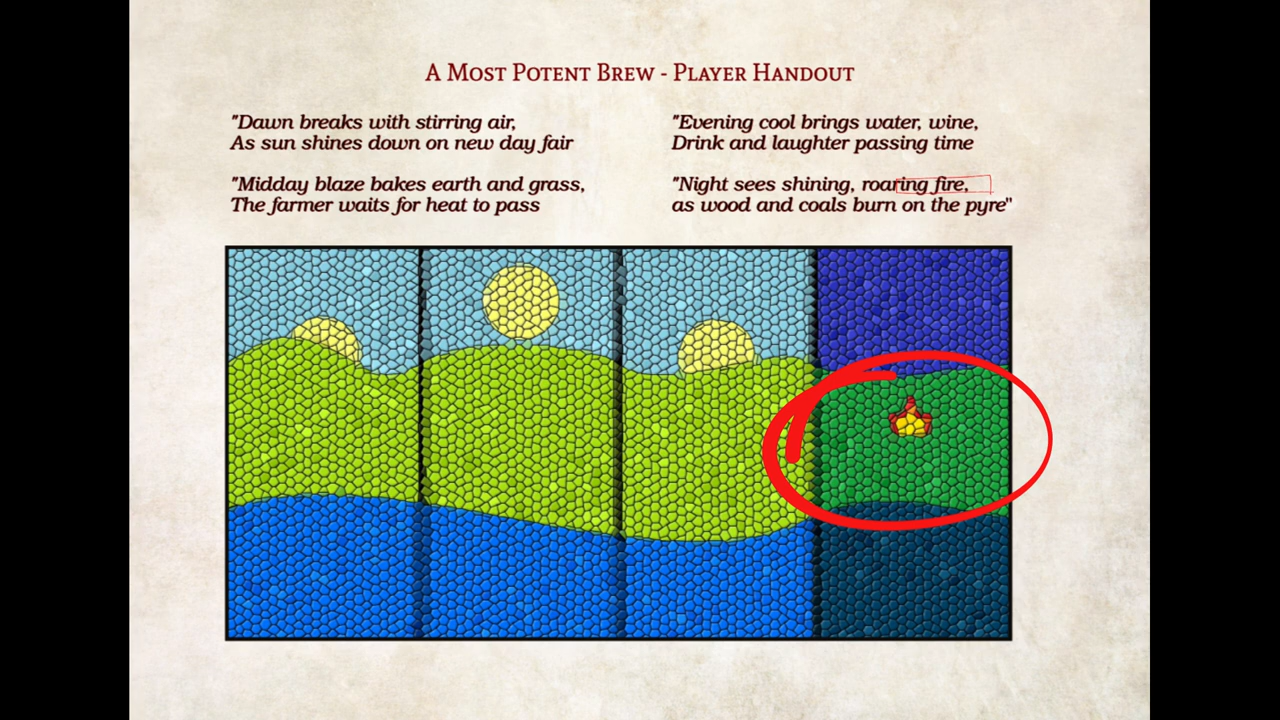 A Most Potent Brew - Player Handout
"Dawn breaks with stirring air,
As sun shines down on new day fair
"Midday blaze bakes earth and grass,
The farmer waits for heat to pass
"Evening cool brings water, wine,
Drink and laughter passing time
"Night sees shining, roaring fire,
as wood and coals burn on the pyre"